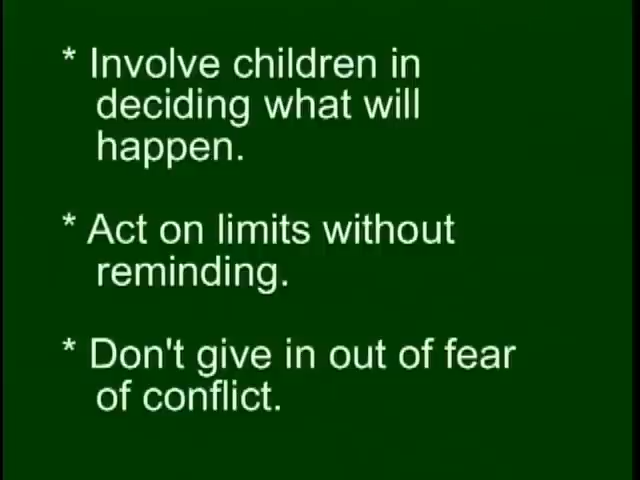 * Involve children in
deciding what will
happen.
* Act on limits without
reminding.
* Don't give in out of fear
of conflict.